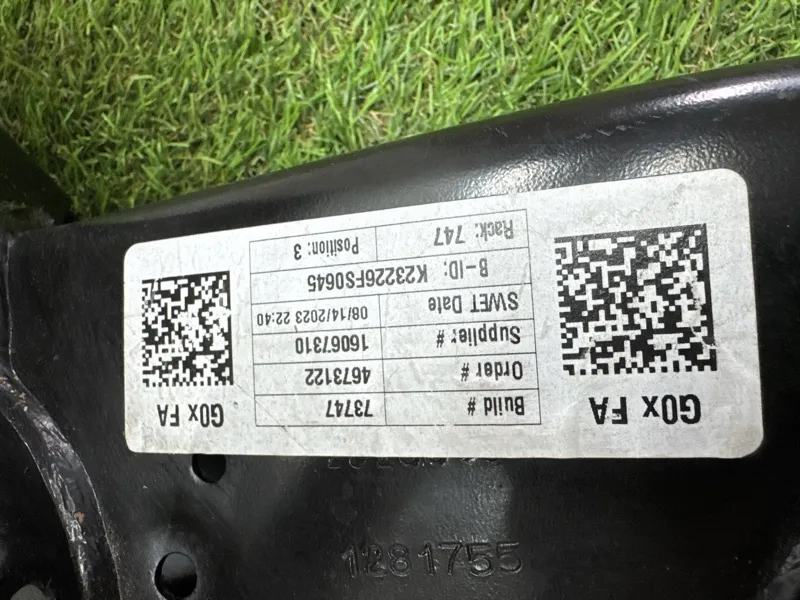 G0x FA
Build # 73747
Order # 4673122
Supplier # 16067310
SWET Date 08/14/2023 22:40
B-ID: K23226FS0645
Rack: 747 Position: 3
G0x FA
1281755